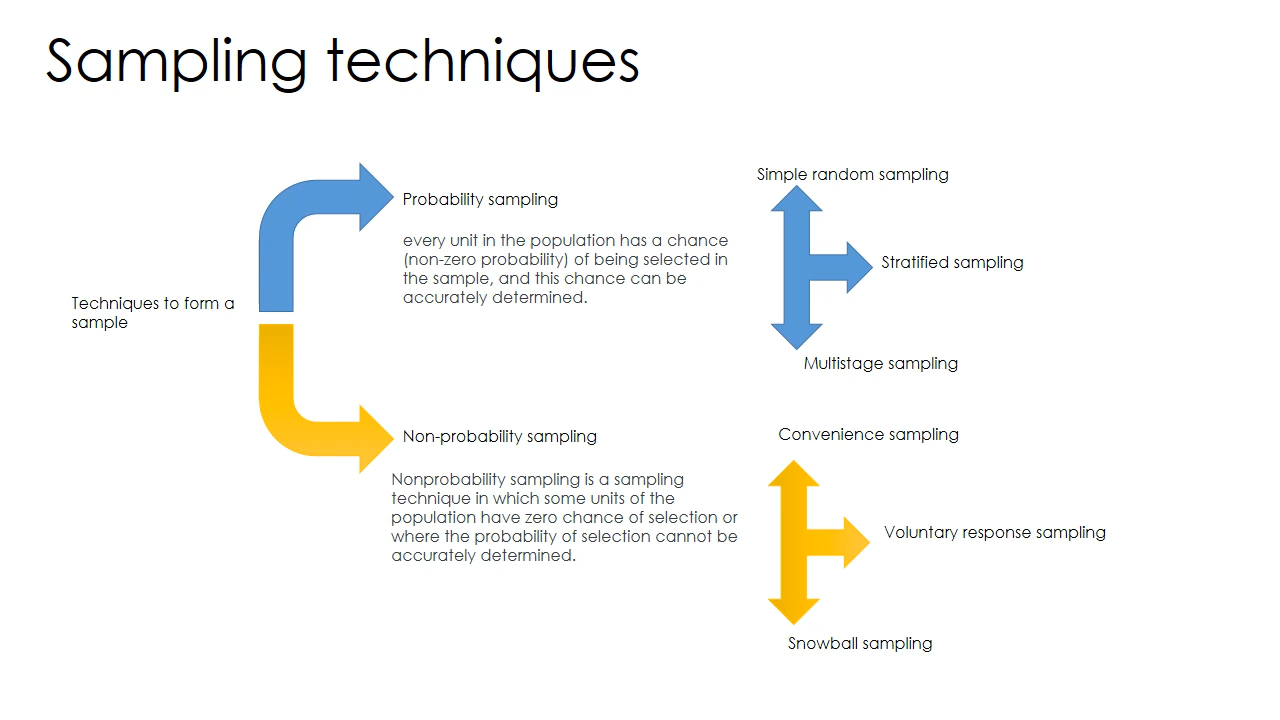 Sampling techniques
Techniques to form a
sample
Probability sampling
every unit in the population has a chance
(non-zero probability) of being selected in
the sample, and this chance can be
accurately determined.
Simple random sampling
Stratified sampling
Multistage sampling
Non-probability sampling
Nonprobability sampling is a sampling
technique in which some units of the
population have zero chance of selection or
where the probability of selection cannot be
accurately determined.
Convenience sampling
Voluntary response sampling
Snowball sampling